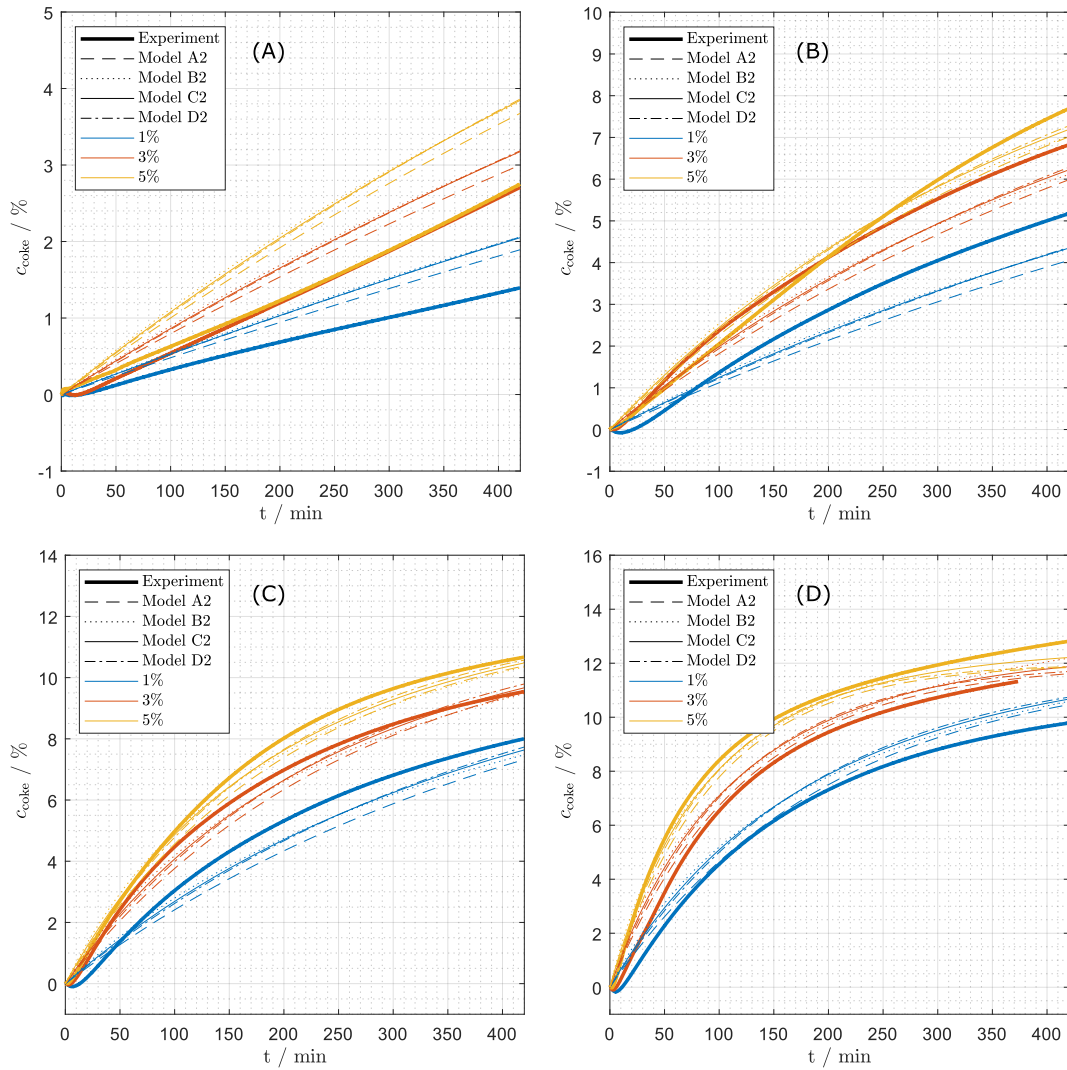 (A)
5
4
3
2
1
0
-1
c_coke / %
Experiment
Model A2
Model B2
Model C2
Model D2
1%
3%
5%
0 50 100 150 200 250 300 350 400
t / min
(B)
10
9
8
7
6
5
4
3
2
1
0
-1
c_coke / %
Experiment
Model A2
Model B2
Model C2
Model D2
1%
3%
5%
0 50 100 150 200 250 300 350 400
t / min
(C)
14
12
10
8
6
4
2
0
c_coke / %
Experiment
Model A2
Model B2
Model C2
Model D2
1%
3%
5%
0 50 100 150 200 250 300 350 400
t / min
(D)
16
14
12
10
8
6
4
2
0
c_coke / %
Experiment
Model A2
Model B2
Model C2
Model D2
1%
3%
5%
0 50 100 150 200 250 300 350 400
t / min